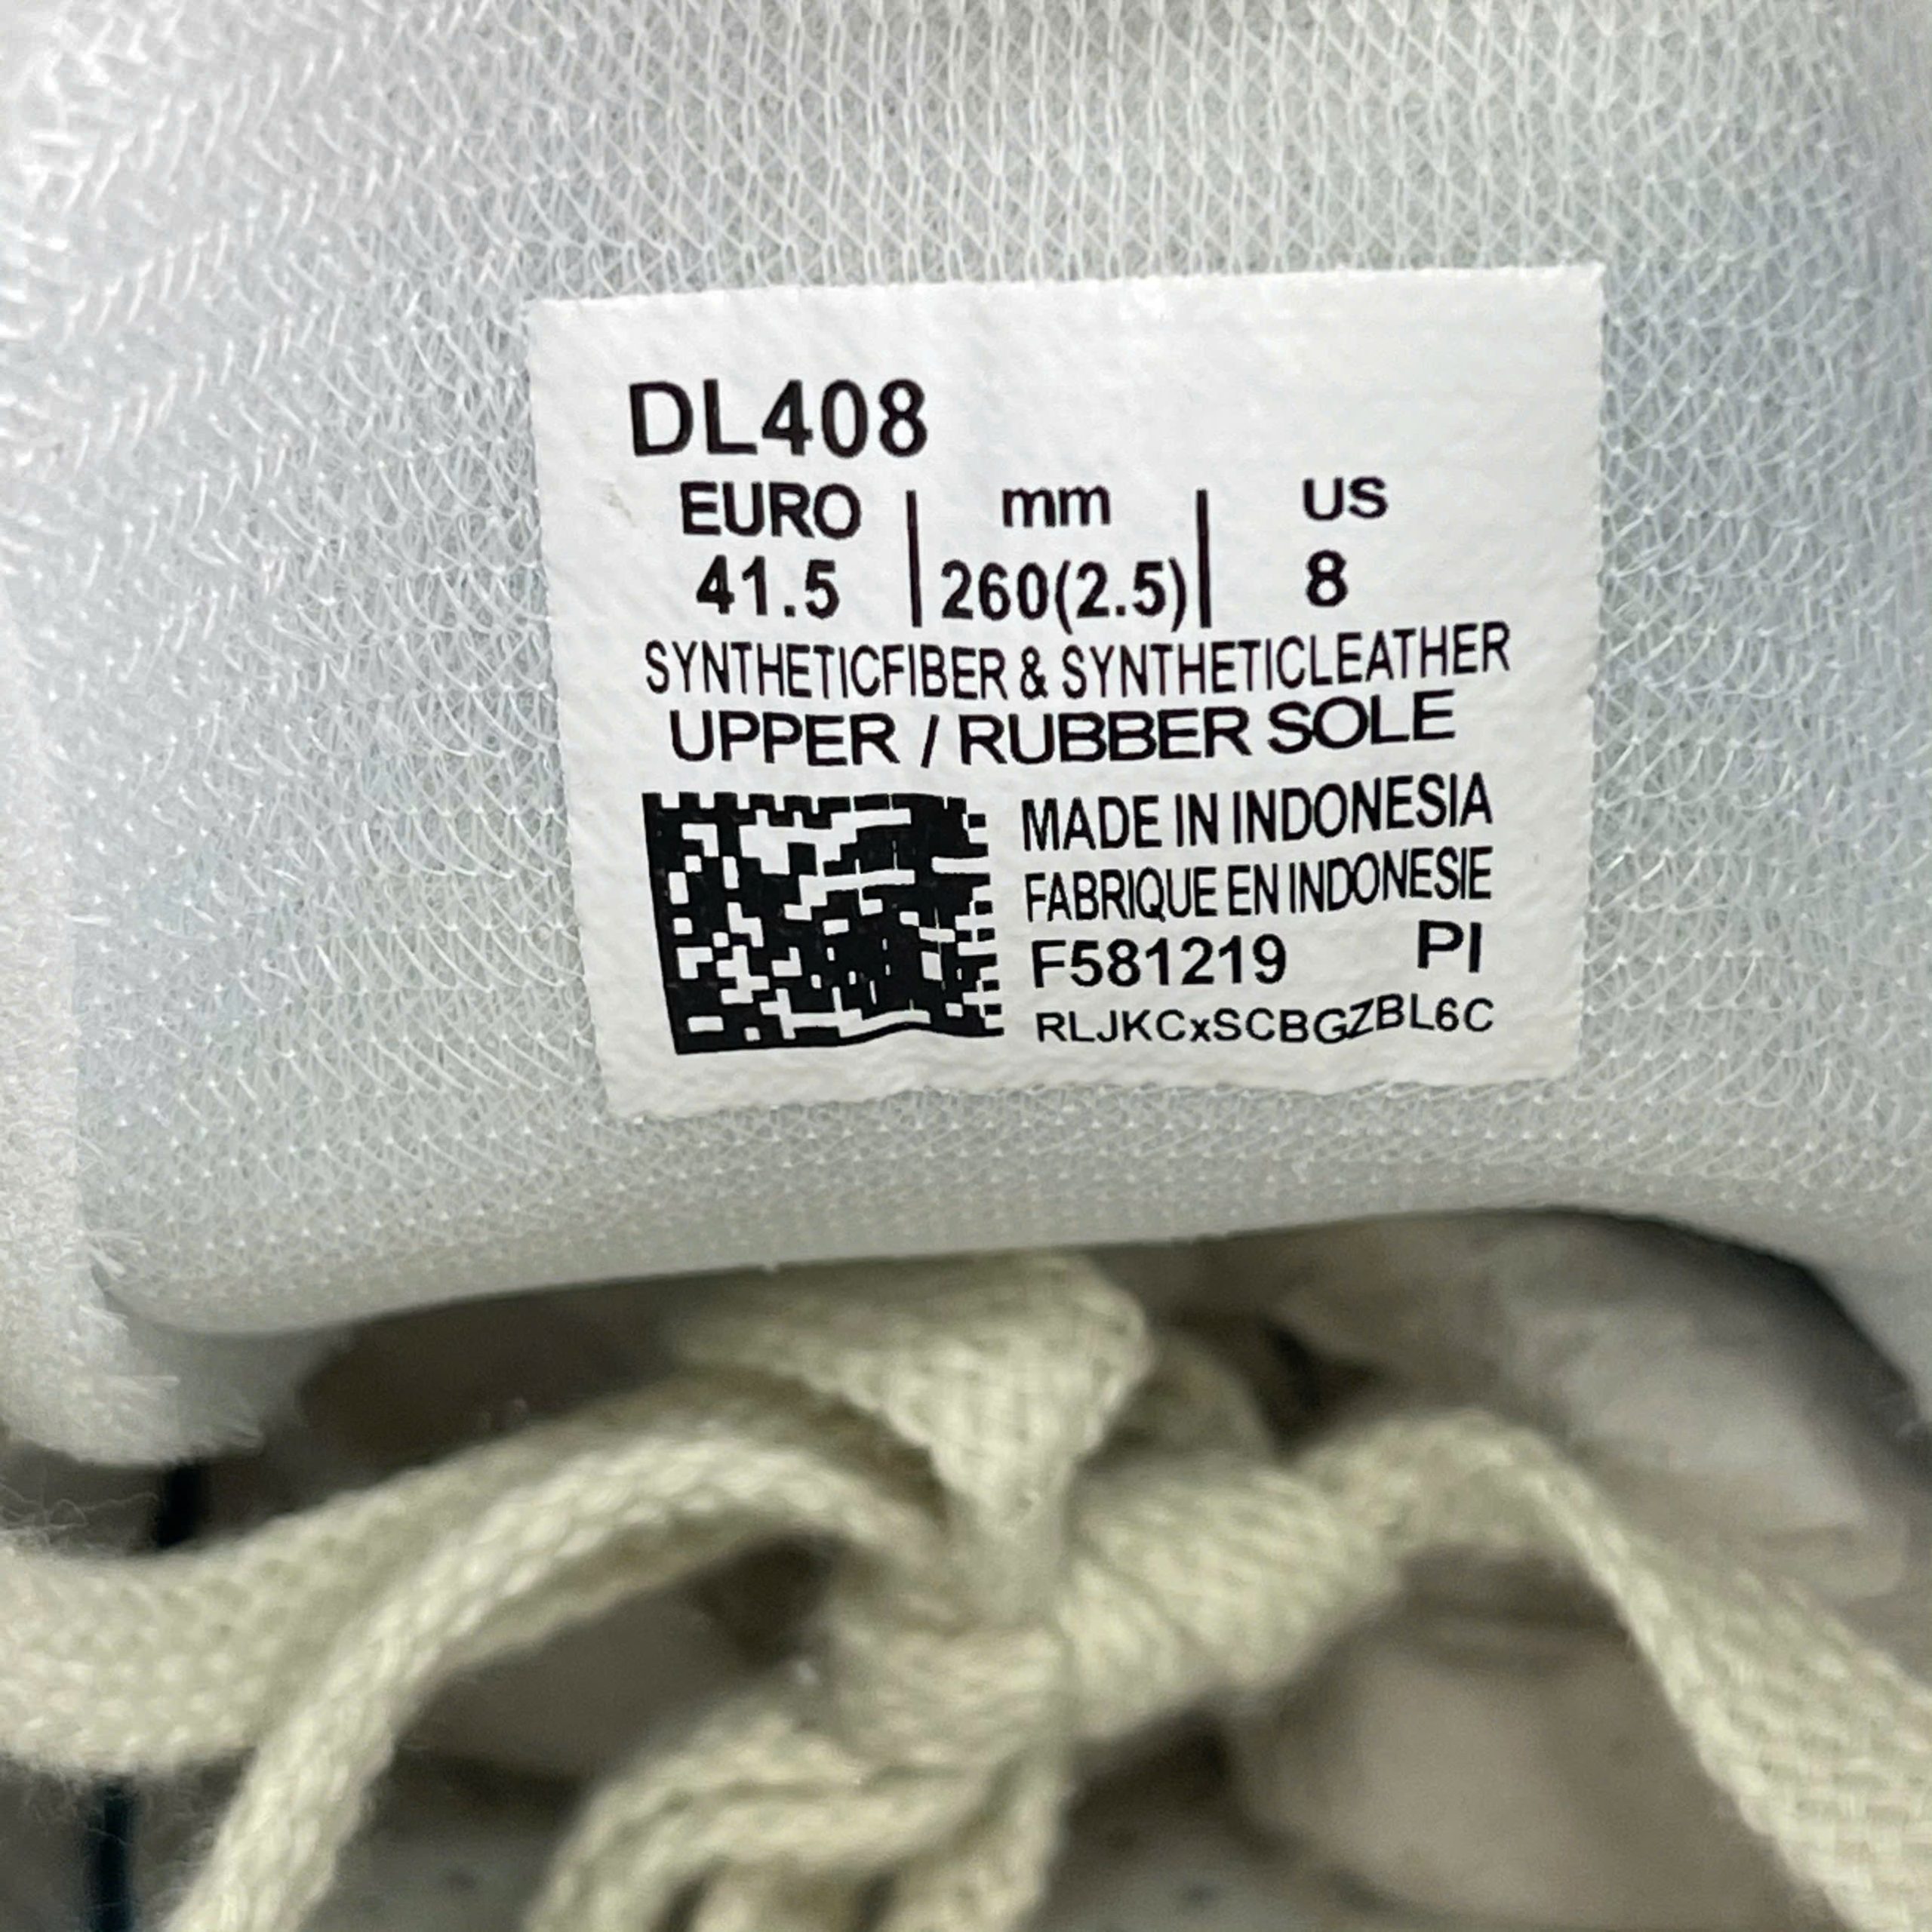 DL408
EURO | mm | US
41.5 | 260(2.5) | 8
SYNTHETICFIBER & SYNTHETICLEATHER
UPPER / RUBBER SOLE
MADE IN INDONESIA
FABRIQUE EN INDONESIE
F581219 PI
RLJKCxSCBGZBL6C